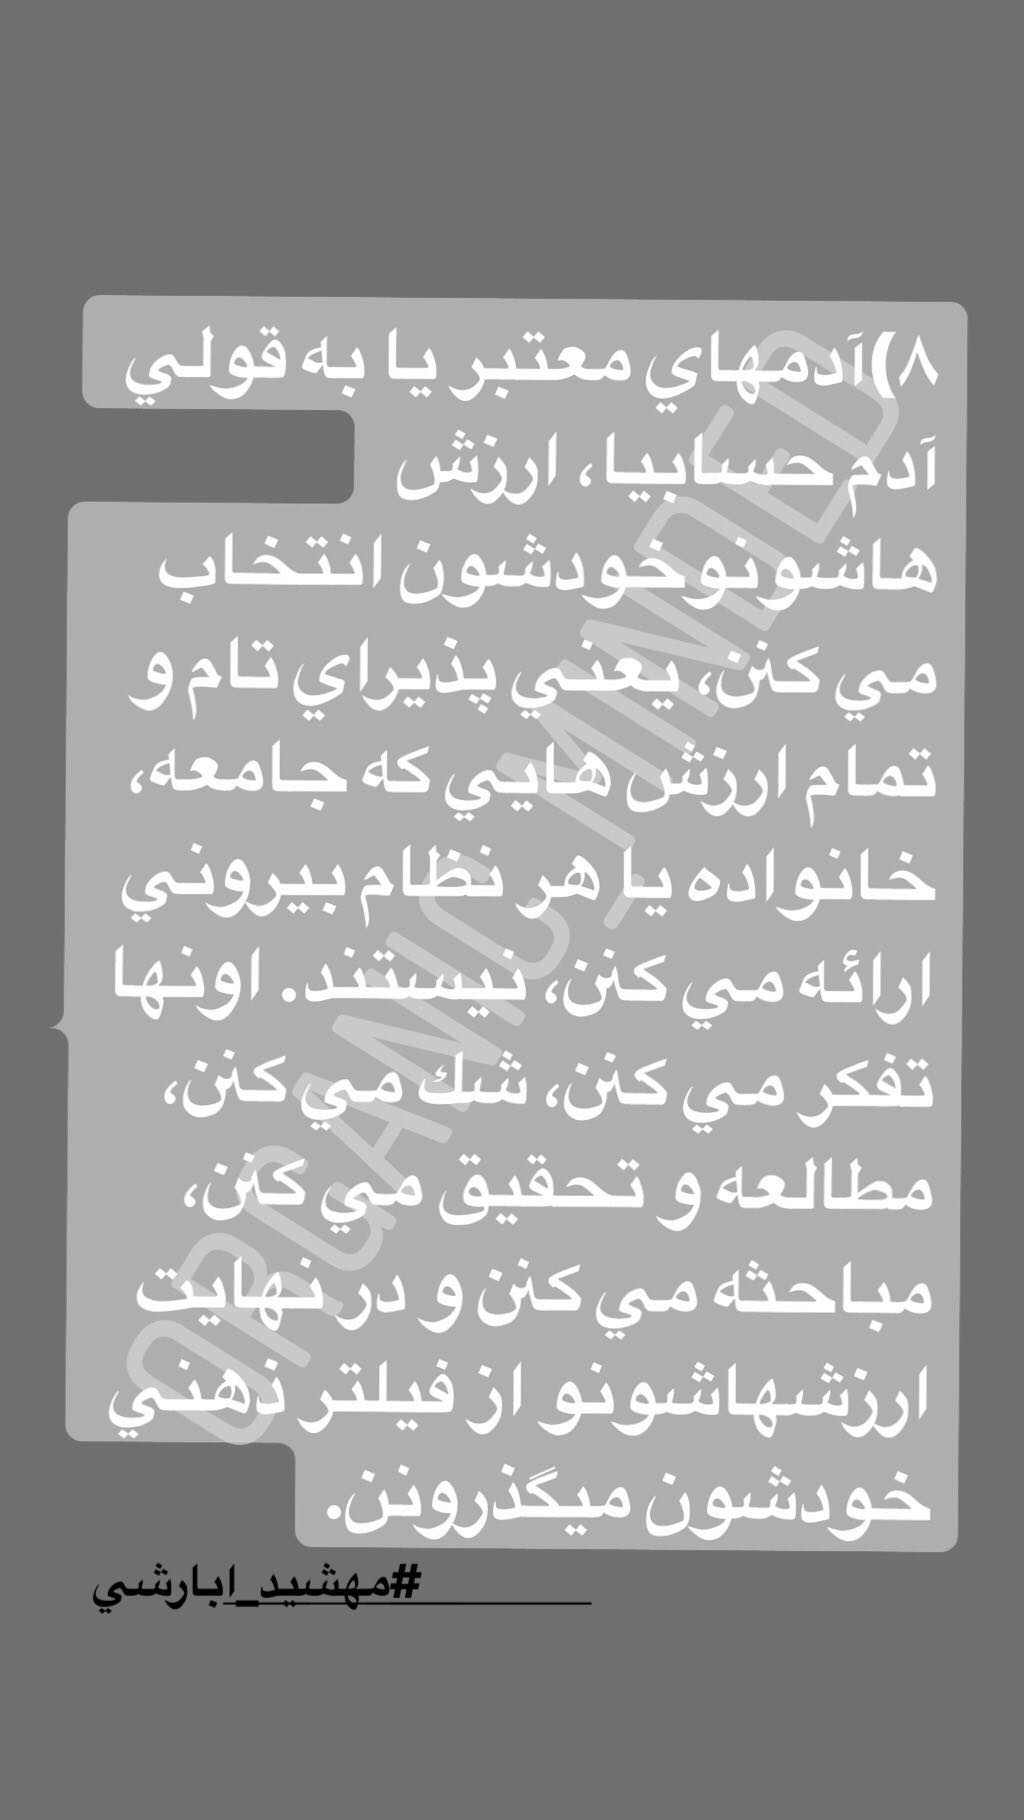 ۸)آدمهاي معتبر يا به قولي
آدم حسابيا، ارزش
هاشونو خودشون انتخاب
مي كنن، يعني پذيراي تام و
تمام ارزش هايي كه جامعه،
خانواده يا هر نظام بيروني
ارائه مي كنن، نيستند. اونها
تفكر مي كنن، شك مي كنن،
مطالعه و تحقيق مي كنن،
مباحثه مي كنن و در نهايت
ارزشهاشونو از فيلتر ذهني
خودشون ميگذرونن.
#مهشيد_ابارشي
ORGANIC_MINDED